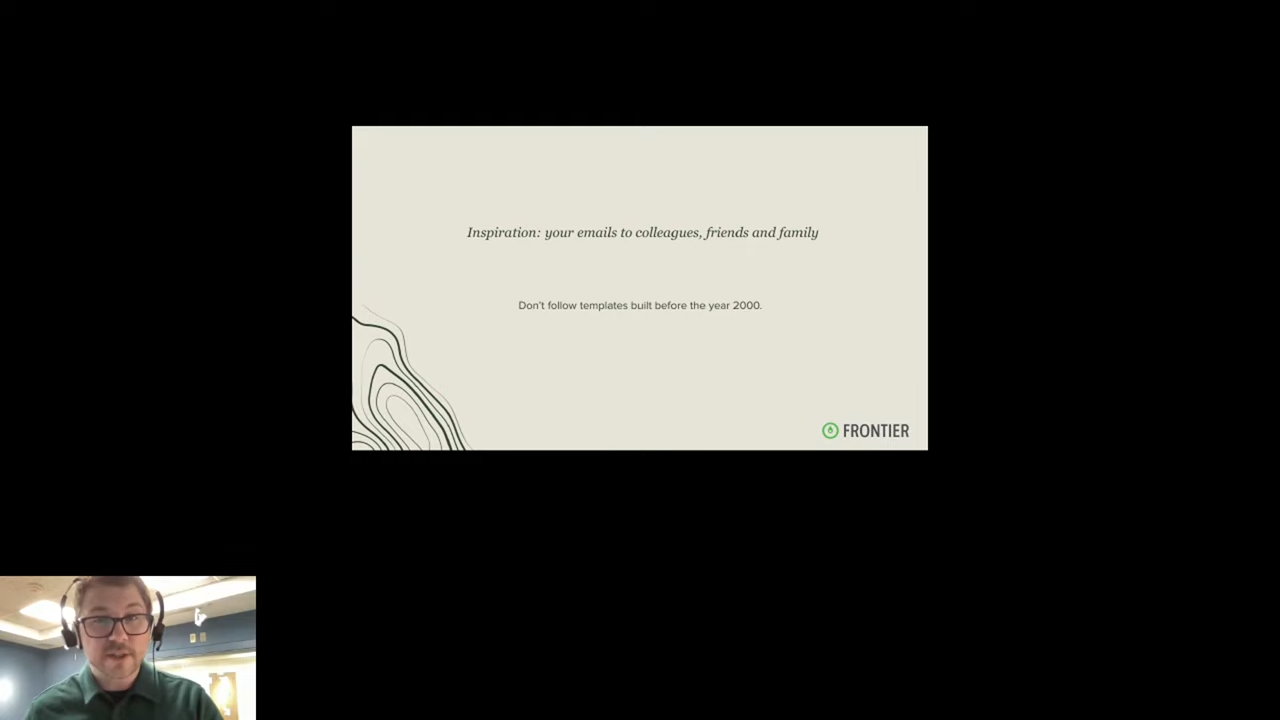 Inspiration: your emails to colleagues, friends and family
Don't follow templates built before the year 2000.
FRONTIER